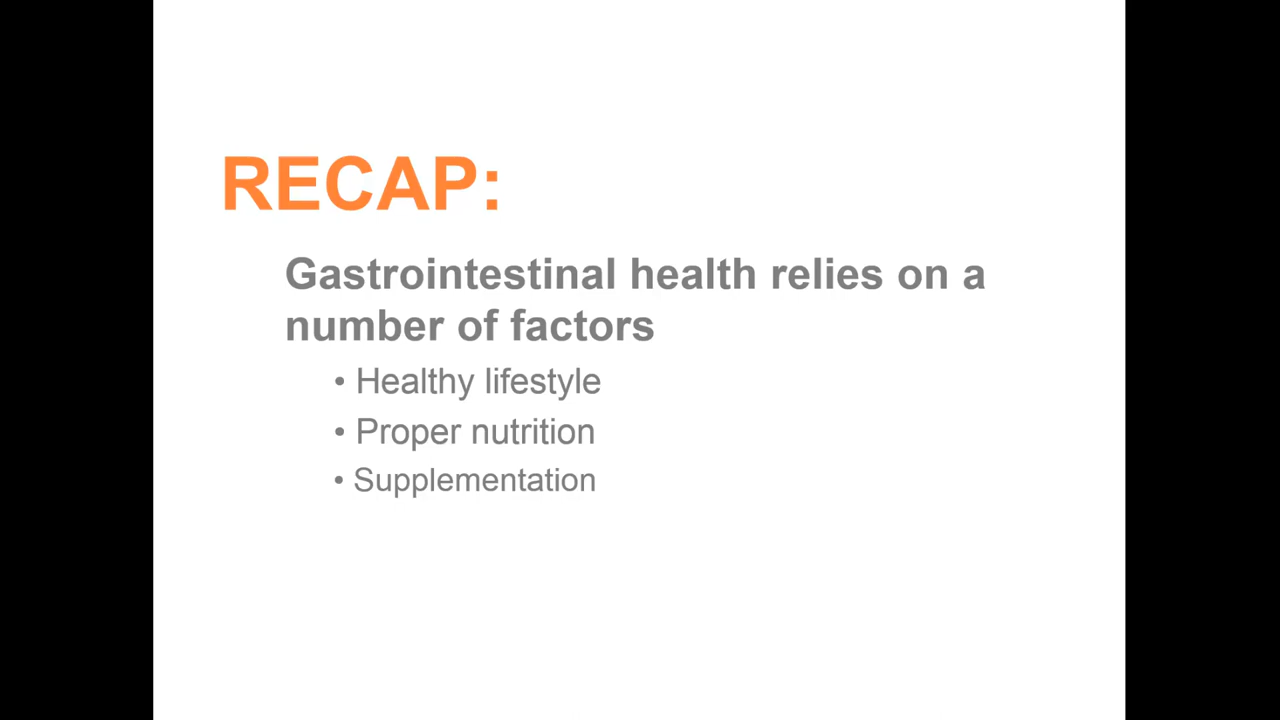 RECAP:
Gastrointestinal health relies on a
number of factors
• Healthy lifestyle
• Proper nutrition
• Supplementation